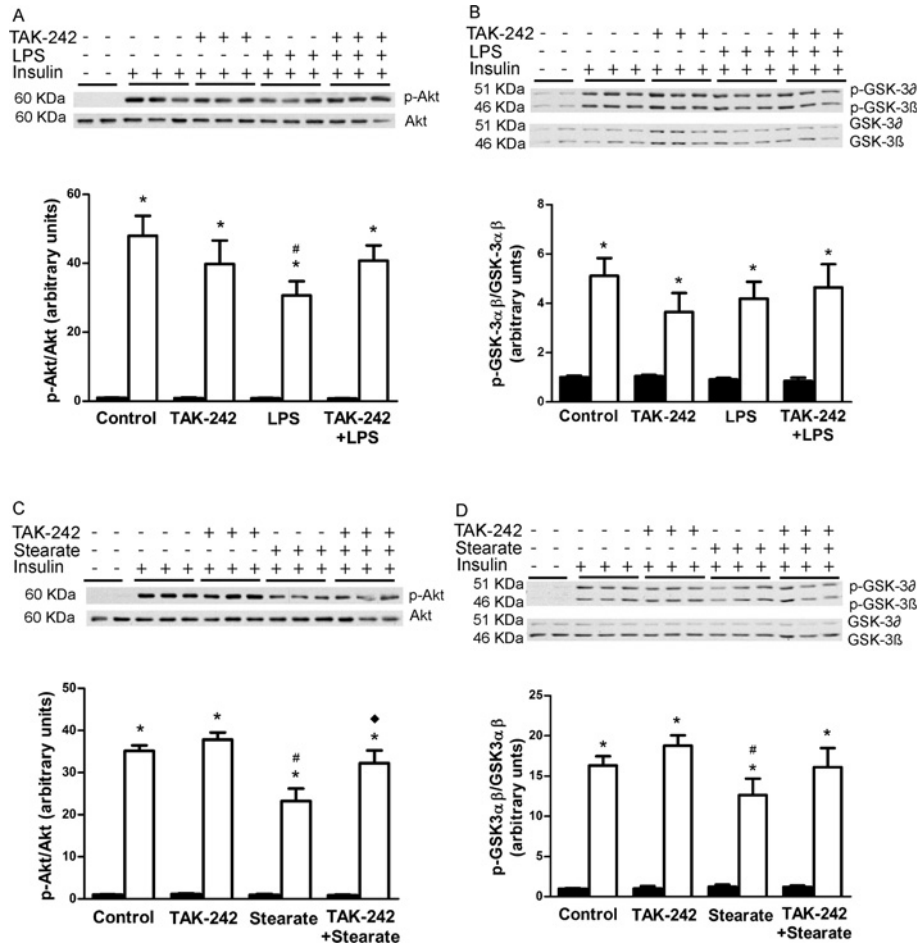 A
TAK-242 - - - - - + + + - - - + + +
LPS - - - - - - - - + + + + + +
Insulin - - + + + + + + + + + + + +
60 KDa p-Akt
60 KDa Akt
p-Akt/Akt (arbitrary units)
60
40
20
0
* * # * *
Control TAK-242 LPS TAK-242
+LPS
B
TAK-242 - - - - - + + + - - - + + +
LPS - - - - - - - - + + + + + +
Insulin - - + + + + + + + + + + + +
51 KDa p-GSK-3∂
46 KDa p-GSK-3ß
51 KDa GSK-3∂
46 KDa GSK-3ß
p-GSK-3α β/GSK-3α β
(arbitrary unts)
8
6
4
2
0
* * * *
Control TAK-242 LPS TAK-242
+LPS
C
TAK-242 - - - - - + + + - - - + + +
Stearate - - - - - - - - + + + + + +
Insulin - - + + + + + + + + + + + +
60 KDa p-Akt
60 KDa Akt
p-Akt/Akt (arbitrary units)
50
40
30
20
10
0
* * # * ◆ *
Control TAK-242 Stearate TAK-242
+Stearate
D
TAK-242 - - - - - + + + - - - + + +
Stearate - - - - - - - - + + + + + +
Insulin - - + + + + + + + + + + + +
51 KDa p-GSK-3∂
46 KDa p-GSK-3ß
51 KDa GSK-3∂
46 KDa GSK-3ß
p-GSK3α β/GSK3α β
(arbitrary unts)
25
20
15
10
5
0
* * # * *
Control TAK-242 Stearate TAK-242
+Stearate